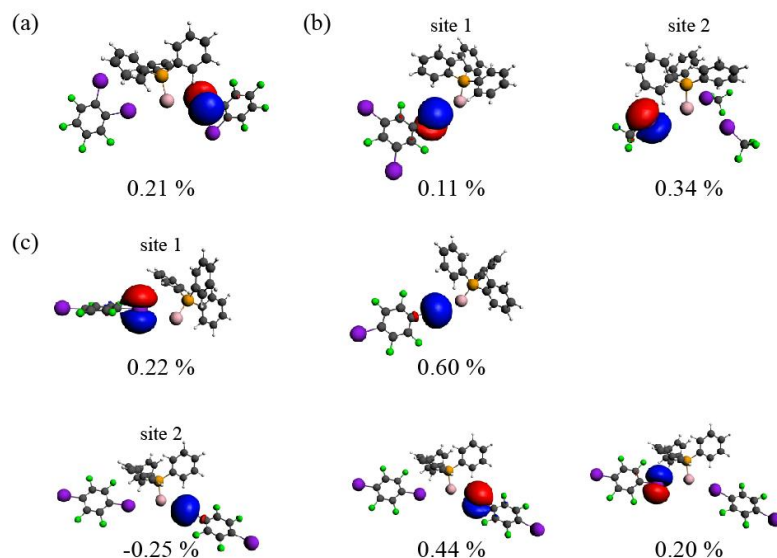 (a)
(b)
site 1
site 2
0.21 %
0.11 %
0.34 %
(c)
site 1
0.22 %
0.60 %
site 2
-0.25 %
0.44 %
0.20 %